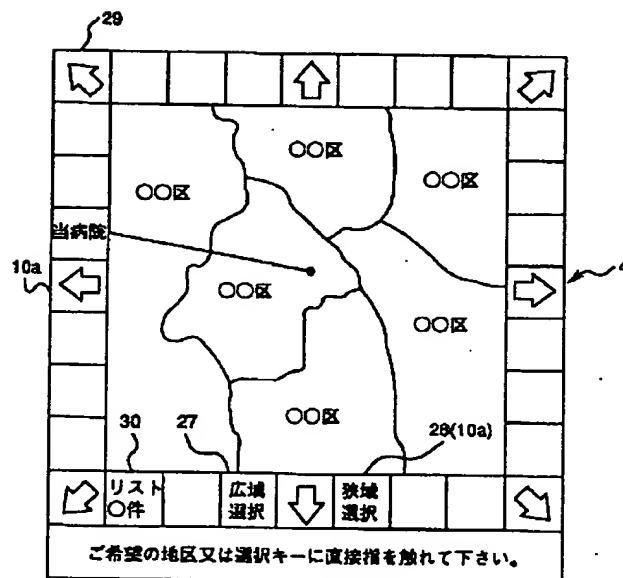 29
○○区
○○区
○○区
当病院
10a
4
○○区
○○区
○○区
30
27
28(10a)
リスト
○件
広域
選択
狭域
選択
ご希望の地区又は選択キーに直接指を触れて下さい。